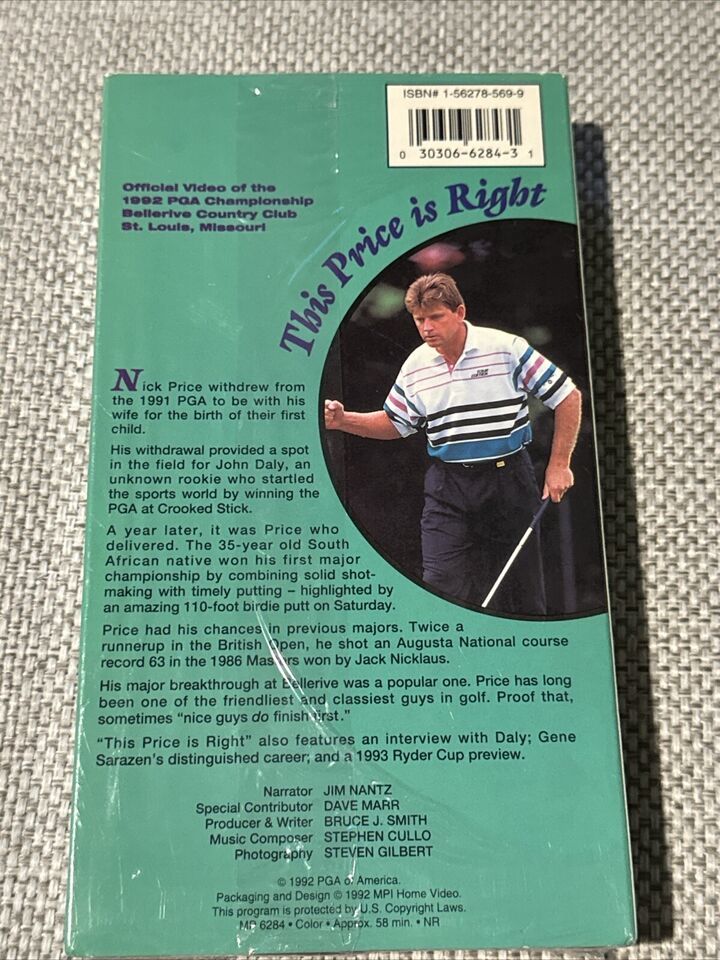 ISBN# 1-56278-569-9
0 30306-6284-3 1
Official Video of the
1992 PGA Championship
Bellerive Country Club
St. Louis, Missouri
This Price is Right
Nick Price withdrew from
the 1991 PGA to be with his
wife for the birth of their first
child.
His withdrawal provided a spot
in the field for John Daly, an
unknown rookie who startled
the sports world by winning the
PGA at Crooked Stick.
A year later, it was Price who
delivered. The 35-year old South
African native won his first major
championship by combining solid shot-
making with timely putting – highlighted by
an amazing 110-foot birdie putt on Saturday.
Price had his chances in previous majors. Twice a
runnerup in the British Open, he shot an Augusta National course
record 63 in the 1986 Masters won by Jack Nicklaus.
His major breakthrough at Bellerive was a popular one. Price has long
been one of the friendliest and classiest guys in golf. Proof that,
sometimes “nice guys do finish first.”
“This Price is Right” also features an interview with Daly; Gene
Sarazen’s distinguished career; and a 1993 Ryder Cup preview.
Narrator JIM NANTZ
Special Contributor DAVE MARR
Producer & Writer BRUCE J. SMITH
Music Composer STEPHEN CULLO
Photography STEVEN GILBERT
© 1992 PGA of America.
Packaging and Design © 1992 MPI Home Video.
This program is protected by U.S. Copyright Laws.
MP 6284 • Color • Approx. 58 min. • NR